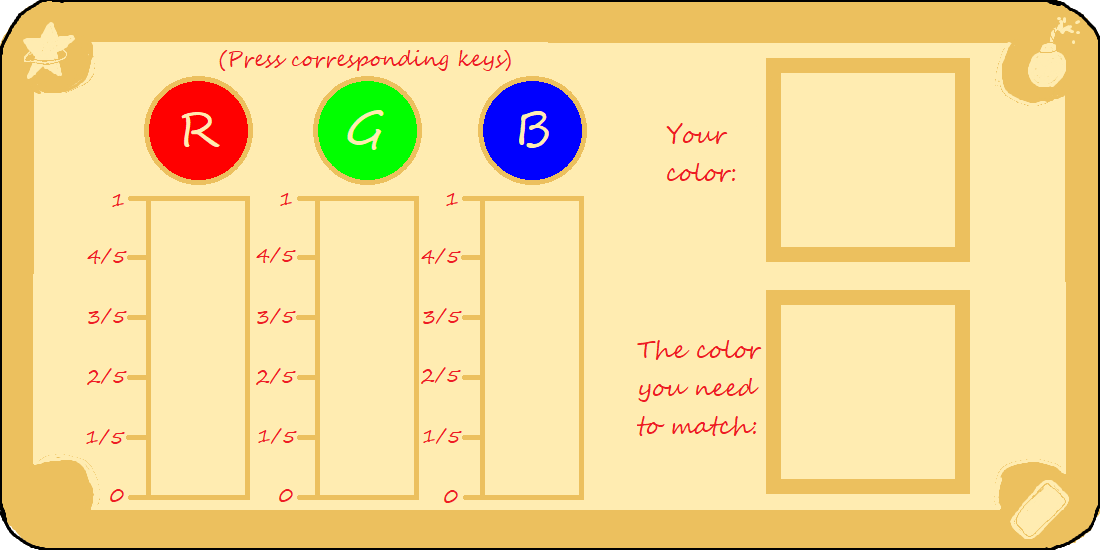 (Press corresponding keys)
R G B
1 1 1
4/5 4/5 4/5
3/5 3/5 3/5
2/5 2/5 2/5
1/5 1/5 1/5
0 0 0
Your
color:
The color
you need
to match: